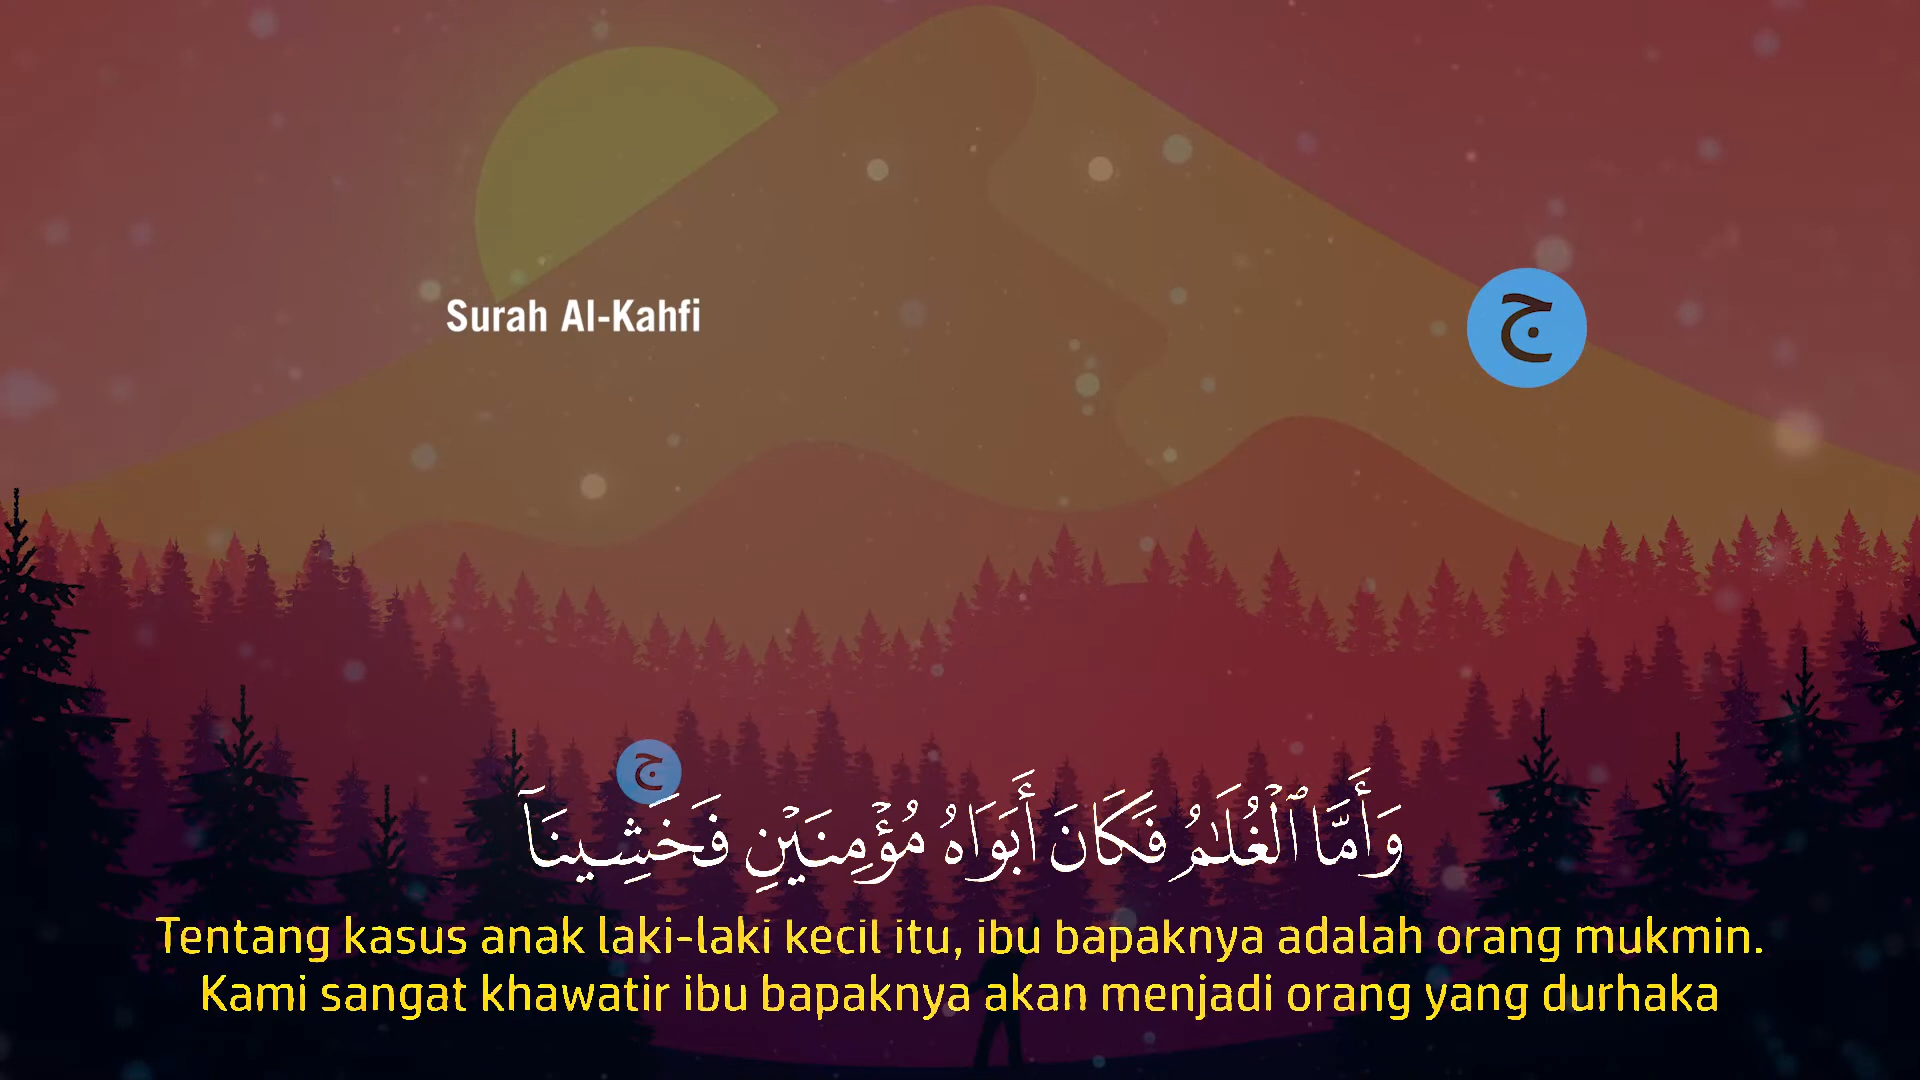 Surah Al-Kahfi
ج
ج
وَأَمَّا ٱلْغُلَـٰمُ فَكَانَ أَبَوَاهُ مُؤْمِنَيْنِ فَخَشِينَآ
Tentang kasus anak laki-laki kecil itu, ibu bapaknya adalah orang mukmin.
Kami sangat khawatir ibu bapaknya akan menjadi orang yang durhaka